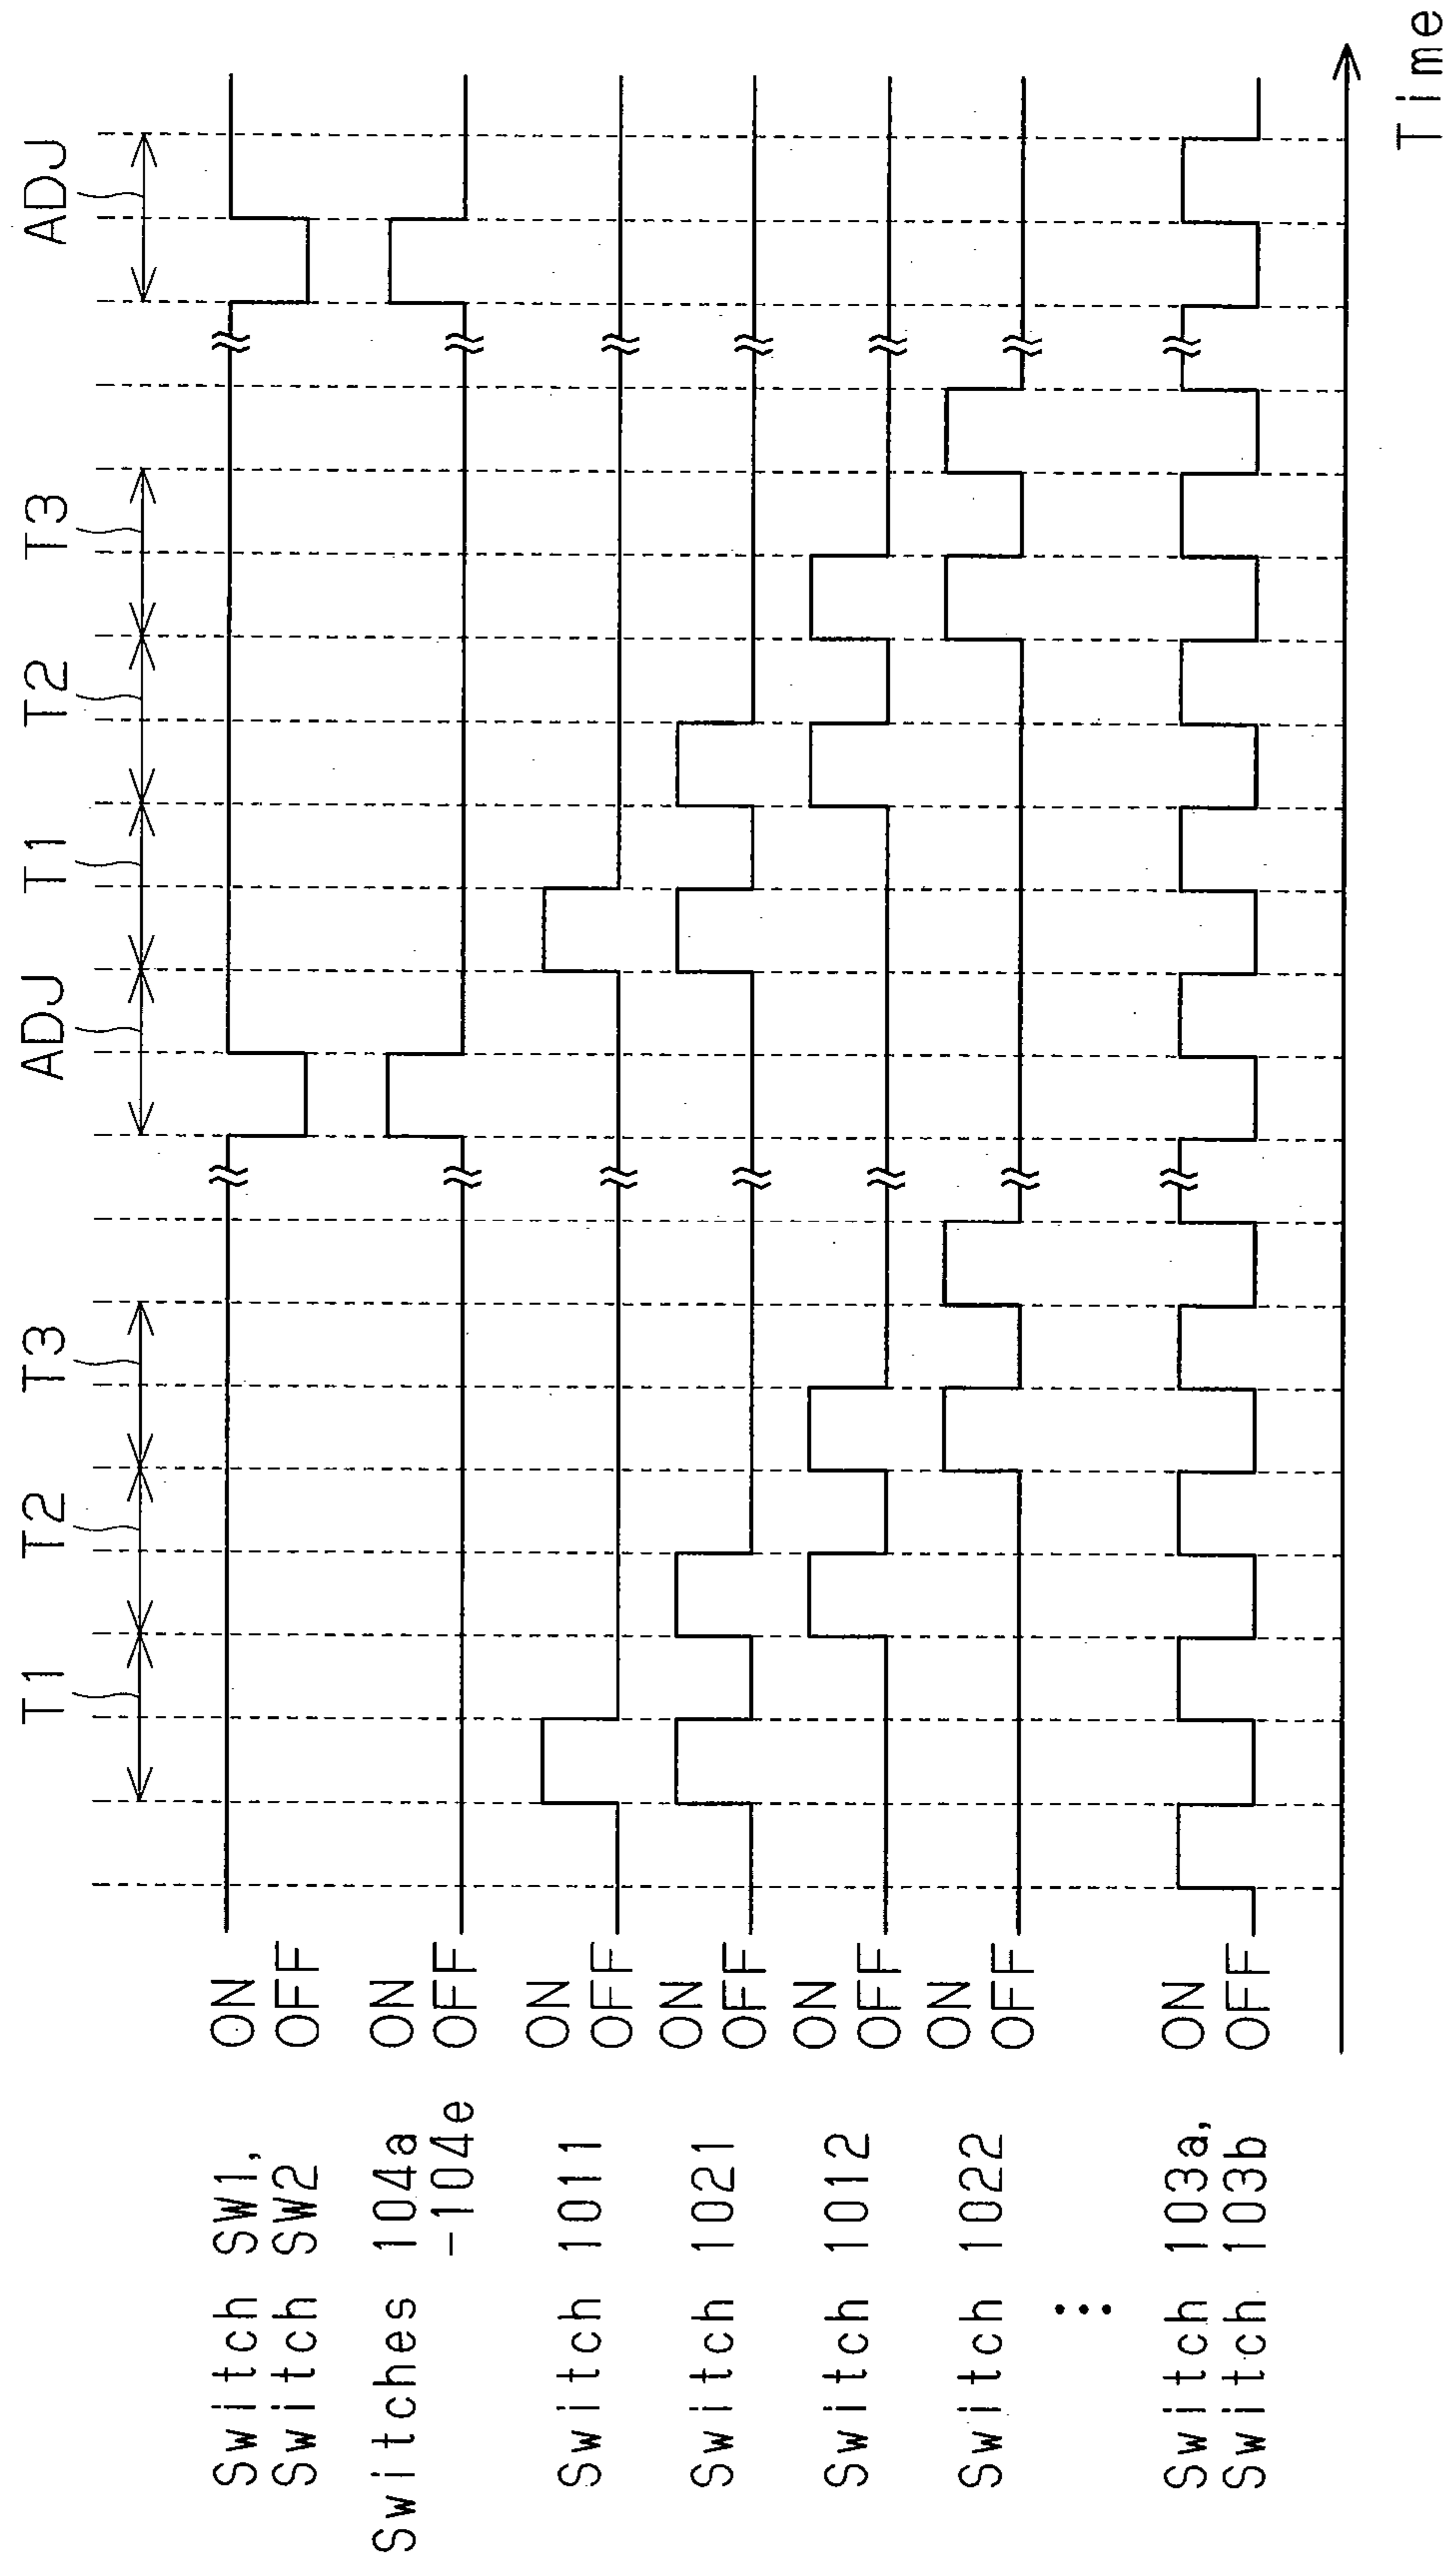 T1 T2 T3 ADJ T1 T2 T3 ADJ
Switch SW1, ON
Switch SW2 OFF
Switches 104a ON
-104e OFF
Switch 1011 ON
OFF
Switch 1021 ON
OFF
Switch 1012 ON
OFF
Switch 1022 ON
OFF
Switch 103a, ON
Switch 103b OFF
Time